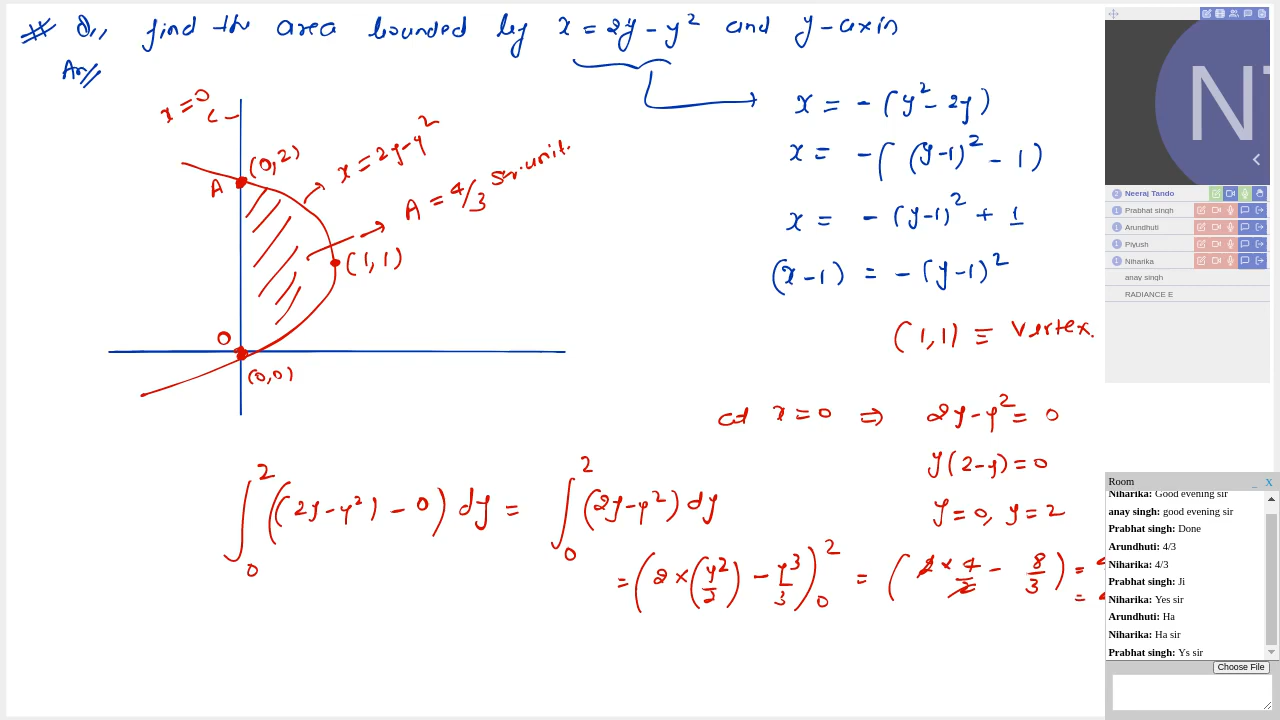 Q1, find the area bounded by x = 2y - y² and y-axis
Ans
x = 0
A (0,2)
x = 2y - y²
A = 4/3 sq. unit.
(1,1)
O
(0,0)
x = - (y² - 2y)
x = - ( (y-1)² - 1 )
x = - (y-1)² + 1
(x-1) = - (y-1)²
(1,1) ≡ Vertex.
at x = 0 ⇒ 2y - y² = 0
y(2-y) = 0
y = 0, y = 2
∫₀² ((2y - y²) - 0) dy = ∫₀² (2y - y²) dy
= (2 × (y²/2) - y³/3)₀² = (2 × 4/2 - 8/3) =
=
NT
Neeraj Tando
Prabhat singh
Arundhuti
Piyush
Niharika
anay singh
RADIANCE E
Room _ X
Niharika: Good evening sir
anay singh: good evening sir
Prabhat singh: Done
Arundhuti: 4/3
Niharika: 4/3
Prabhat singh: Ji
Niharika: Yes sir
Arundhuti: Ha
Niharika: Ha sir
Prabhat singh: Ys sir
Choose File